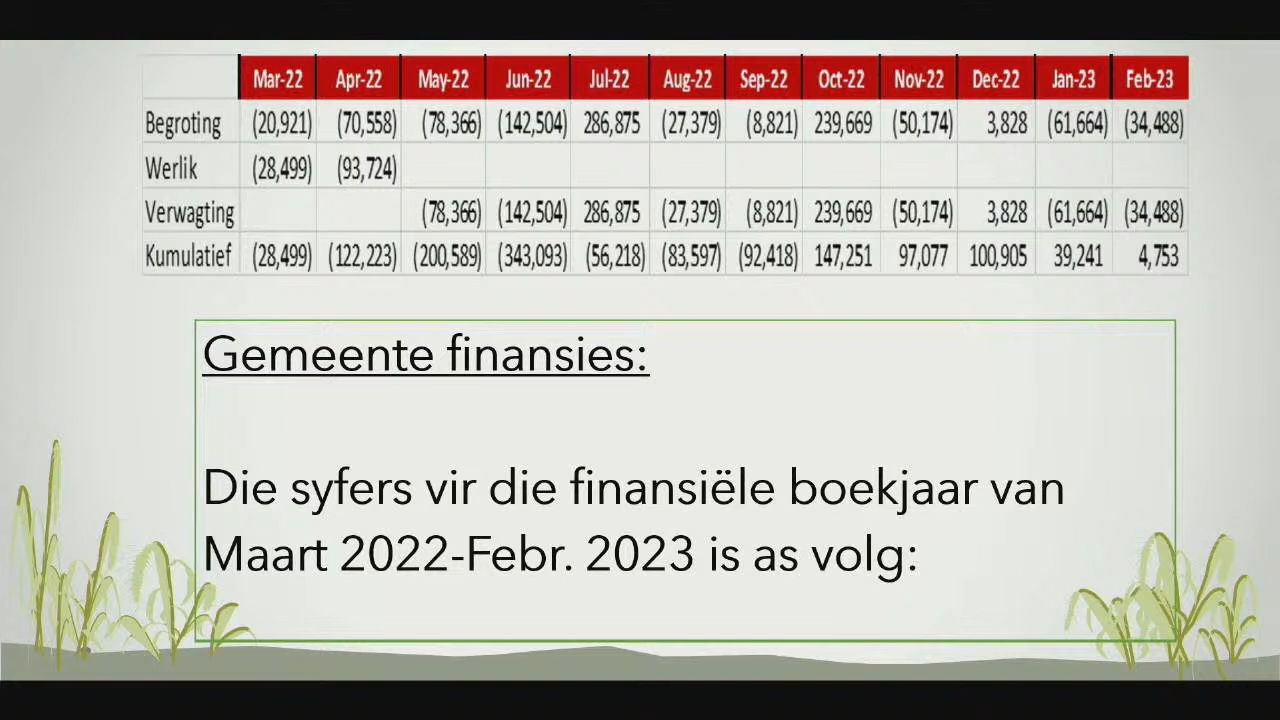 Mar-22 Apr-22 May-22 Jun-22 Jul-22 Aug-22 Sep-22 Oct-22 Nov-22 Dec-22 Jan-23 Feb-23
Begroting (20,921) (70,558) (78,366) (142,504) 286,875 (27,379) (8,821) 239,669 (50,174) 3,828 (61,664) (34,488)
Werlik (28,499) (93,724)
Verwagting (78,366) (142,504) 286,875 (27,379) (8,821) 239,669 (50,174) 3,828 (61,664) (34,488)
Kumulatief (28,499) (122,223) (200,589) (343,093) (56,218) (83,597) (92,418) 147,251 97,077 100,905 39,241 4,753
Gemeente finansies:
Die syfers vir die finansiële boekjaar van
Maart 2022-Febr. 2023 is as volg: